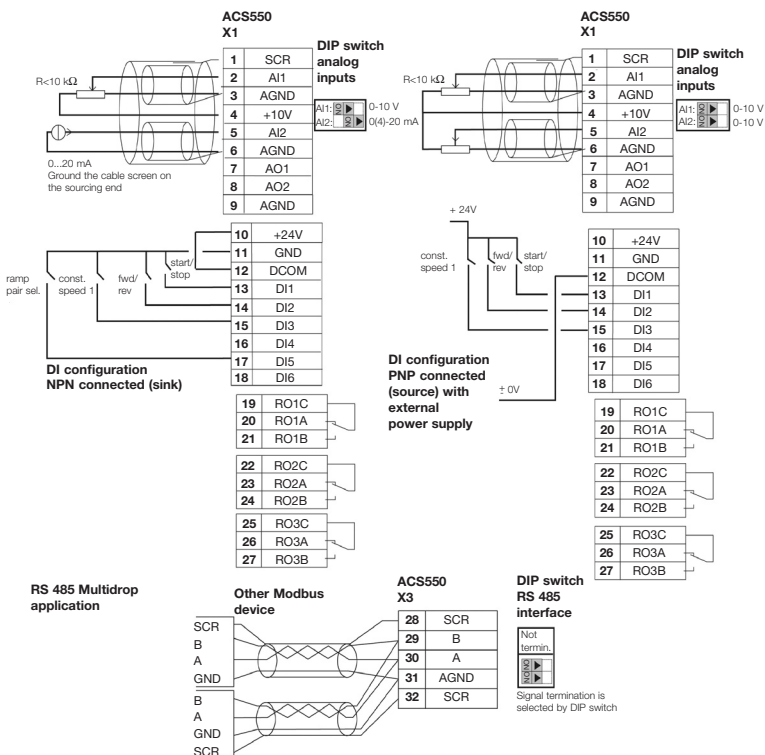 ACS550
X1
DIP switch
analog
inputs
R<10 kΩ
1 SCR
2 AI1
3 AGND
4 +10V
5 AI2
6 AGND
7 AO1
8 AO2
9 AGND
AI1: ON 0-10 V
AI2: ON 0(4)-20 mA
0...20 mA
Ground the cable screen on
the sourcing end
10 +24V
11 GND
12 DCOM
13 DI1
14 DI2
15 DI3
16 DI4
17 DI5
18 DI6
ramp
pair sel.
const.
speed 1
fwd/
rev
start/
stop
DI configuration
NPN connected (sink)
19 RO1C
20 RO1A
21 RO1B
22 RO2C
23 RO2A
24 RO2B
25 RO3C
26 RO3A
27 RO3B
ACS550
X1
DIP switch
analog
inputs
R<10 kΩ
1 SCR
2 AI1
3 AGND
4 +10V
5 AI2
6 AGND
7 AO1
8 AO2
9 AGND
AI1: ON 0-10 V
AI2: ON 0-10 V
+ 24V
10 +24V
11 GND
12 DCOM
13 DI1
14 DI2
15 DI3
16 DI4
17 DI5
18 DI6
const.
speed 1
fwd/
rev
start/
stop
DI configuration
PNP connected
(source) with
external
power supply
± 0V
19 RO1C
20 RO1A
21 RO1B
22 RO2C
23 RO2A
24 RO2B
25 RO3C
26 RO3A
27 RO3B
RS 485 Multidrop
application
Other Modbus
device
SCR
B
A
GND
B
A
GND
SCR
ACS550
X3
28 SCR
29 B
30 A
31 AGND
32 SCR
DIP switch
RS 485
interface
Not
termin.
ON
ON
Signal termination is
selected by DIP switch